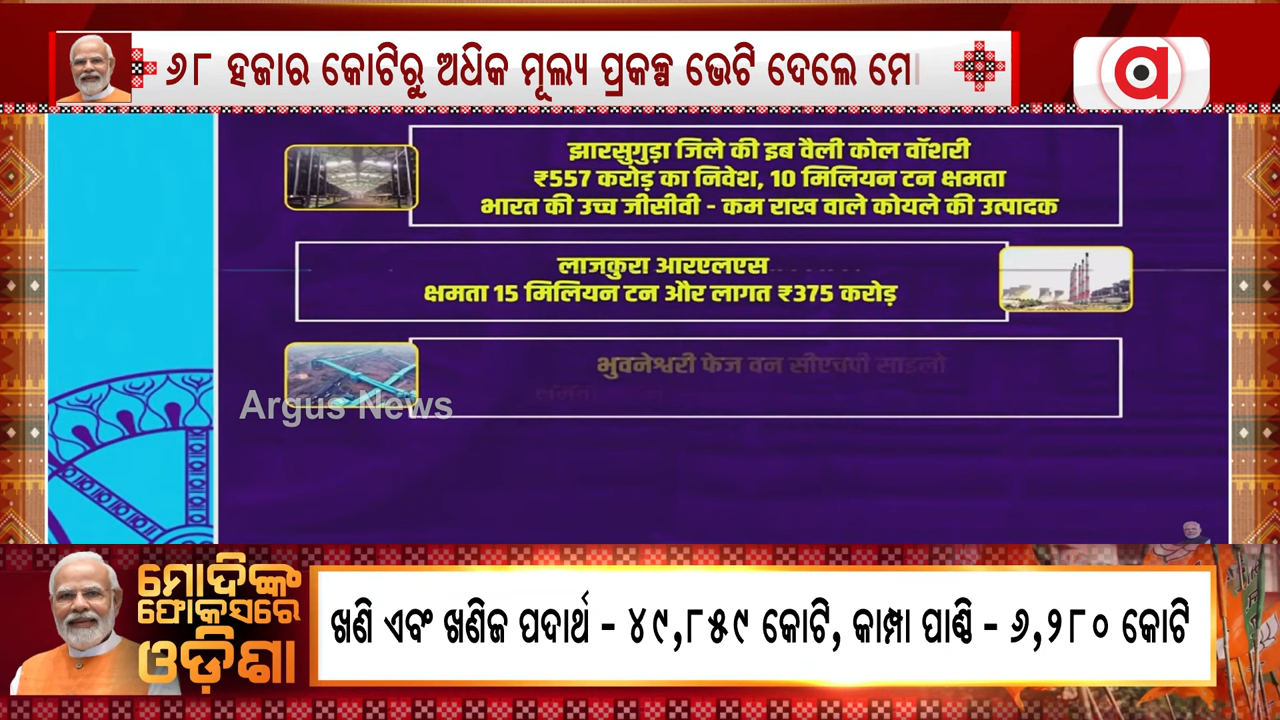 ୬୮ ହଜାର କୋଟିରୁ ଅଧିକ ମୂଲ୍ୟ ପ୍ରକଳ୍ପ ଭେଟି ଦେଲେ
a
झारसुगुड़ा जिले की इब वैली कोल वॉशरी
₹557 करोड़ का निवेश, 10 मिलियन टन क्षमता
भारत की उच्च जीसीवी - कम राख वाले कोयले की उत्पादक
लाजकुरा आरएलएस
क्षमता 15 मिलियन टन और लागत ₹375 करोड़
भुवनेश्वरी फेज वन सीएचपी साइलो
Argus News
ମୋଦିଙ୍କ
ଫୋକସରେ
ଓଡ଼ିଶା
ଖଣି ଏବଂ ଖଣିଜ ପଦାର୍ଥ - ୪୯,୮୫୯ କୋଟି, କାମ୍ପା ପାଣ୍ଠି - ୬,୨୮୦ କୋଟି